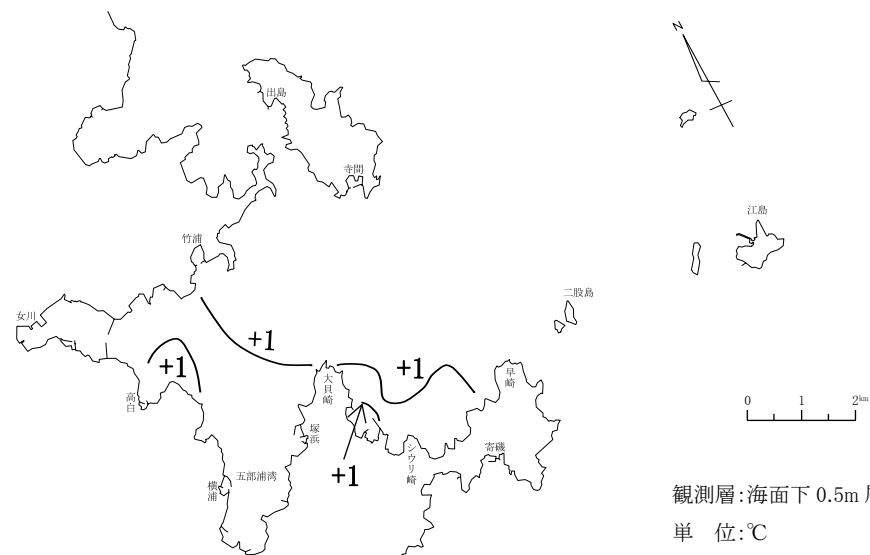 N
出島
寺間
竹浦
江島
二股島
女川
+1
+1
+1
大貝崎
早崎
高白
塚浜
シウリ崎
寄磯
+1
五部浦湾
横浦
0 1 2km
観測層:海面下 0.5m
単 位:℃